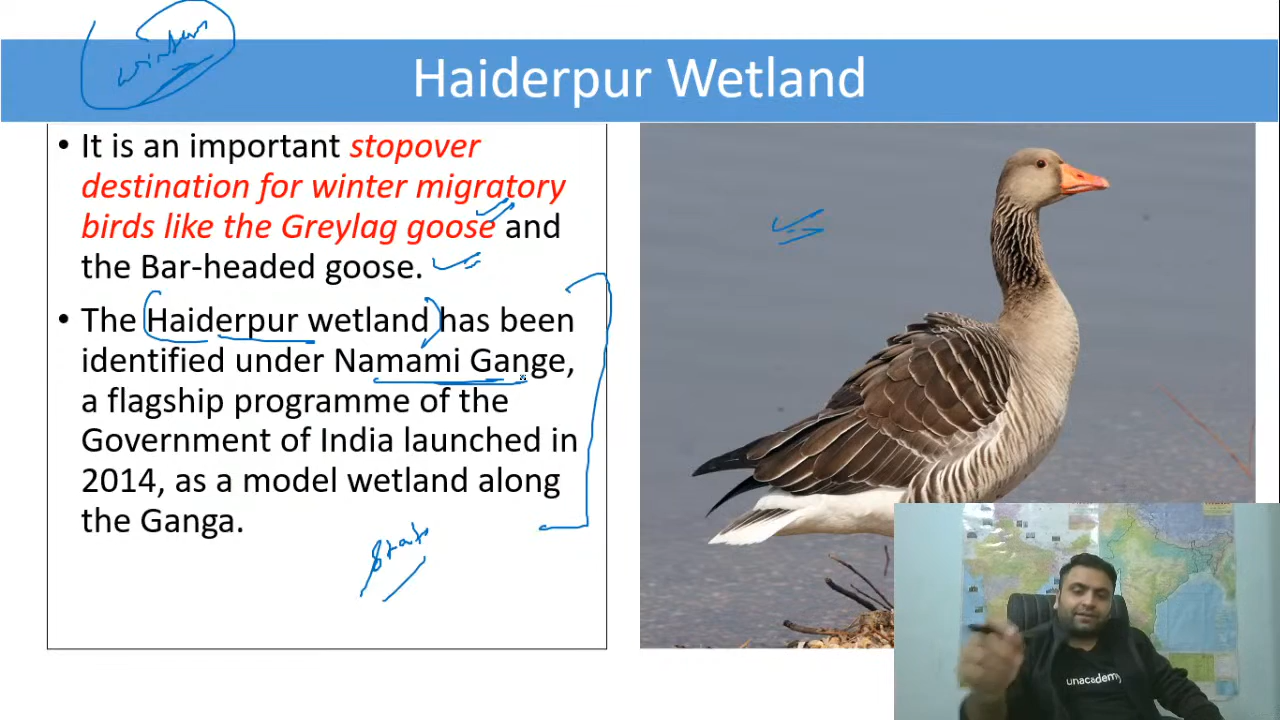 winter
Haiderpur Wetland
• It is an important stopover
destination for winter migratory
birds like the Greylag goose and
the Bar-headed goose.
• The Haiderpur wetland has been
identified under Namami Gange,
a flagship programme of the
Government of India launched in
2014, as a model wetland along
the Ganga.
State
unacademy